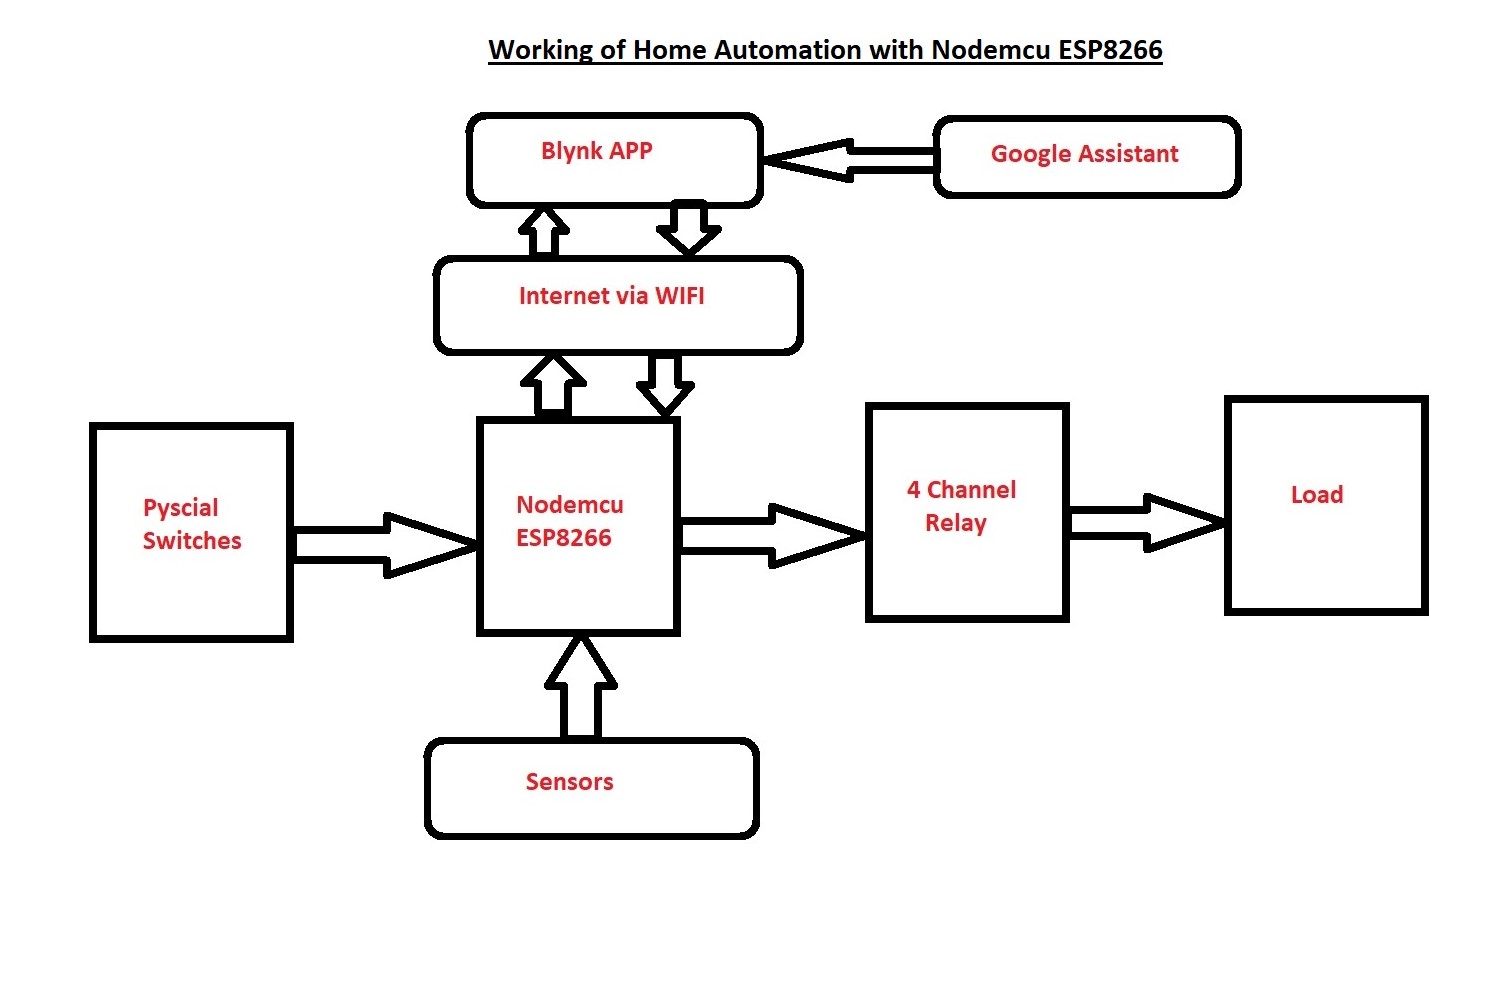 Working of Home Automation with Nodemcu ESP8266
Blynk APP
Google Assistant
Internet via WIFI
Pyscial
Switches
Nodemcu
ESP8266
4 Channel
Relay
Load
Sensors